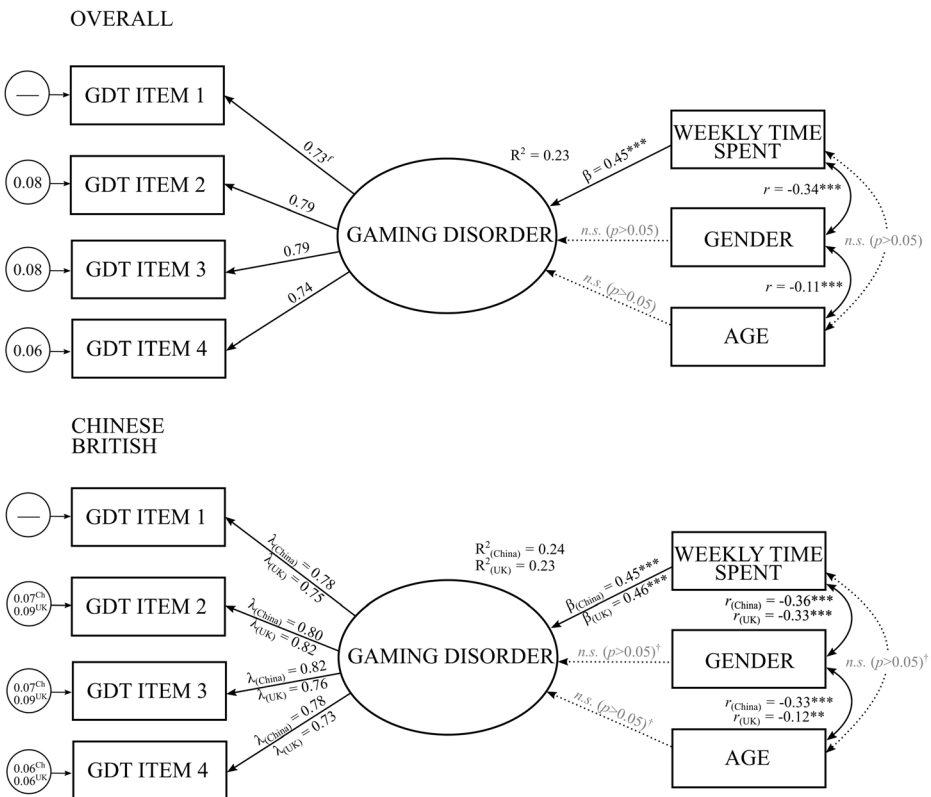 OVERALL
—
GDT ITEM 1
0.08
GDT ITEM 2
0.08
GDT ITEM 3
0.06
GDT ITEM 4
0.73ᶠ
0.79
0.79
0.74
GAMING DISORDER
R² = 0.23
β = 0.45***
n.s. (p>0.05)
n.s. (p>0.05)
WEEKLY TIME
SPENT
GENDER
AGE
r = -0.34***
n.s. (p>0.05)
r = -0.11***
CHINESE
BRITISH
—
GDT ITEM 1
0.07ᶜʰ
0.09ᵁᴷ
GDT ITEM 2
0.07ᶜʰ
0.09ᵁᴷ
GDT ITEM 3
0.06ᶜʰ
0.06ᵁᴷ
GDT ITEM 4
λ(China) = 0.78
λ(UK) = 0.75
λ(China) = 0.80
λ(UK) = 0.82
λ(China) = 0.82
λ(UK) = 0.76
λ(China) = 0.78
λ(UK) = 0.73
GAMING DISORDER
R²(China) = 0.24
R²(UK) = 0.23
β(China) = 0.45***
β(UK) = 0.46***
n.s. (p>0.05)†
n.s. (p>0.05)†
WEEKLY TIME
SPENT
GENDER
AGE
r(China) = -0.36***
r(UK) = -0.33***
n.s. (p>0.05)†
r(China) = -0.33***
r(UK) = -0.12**